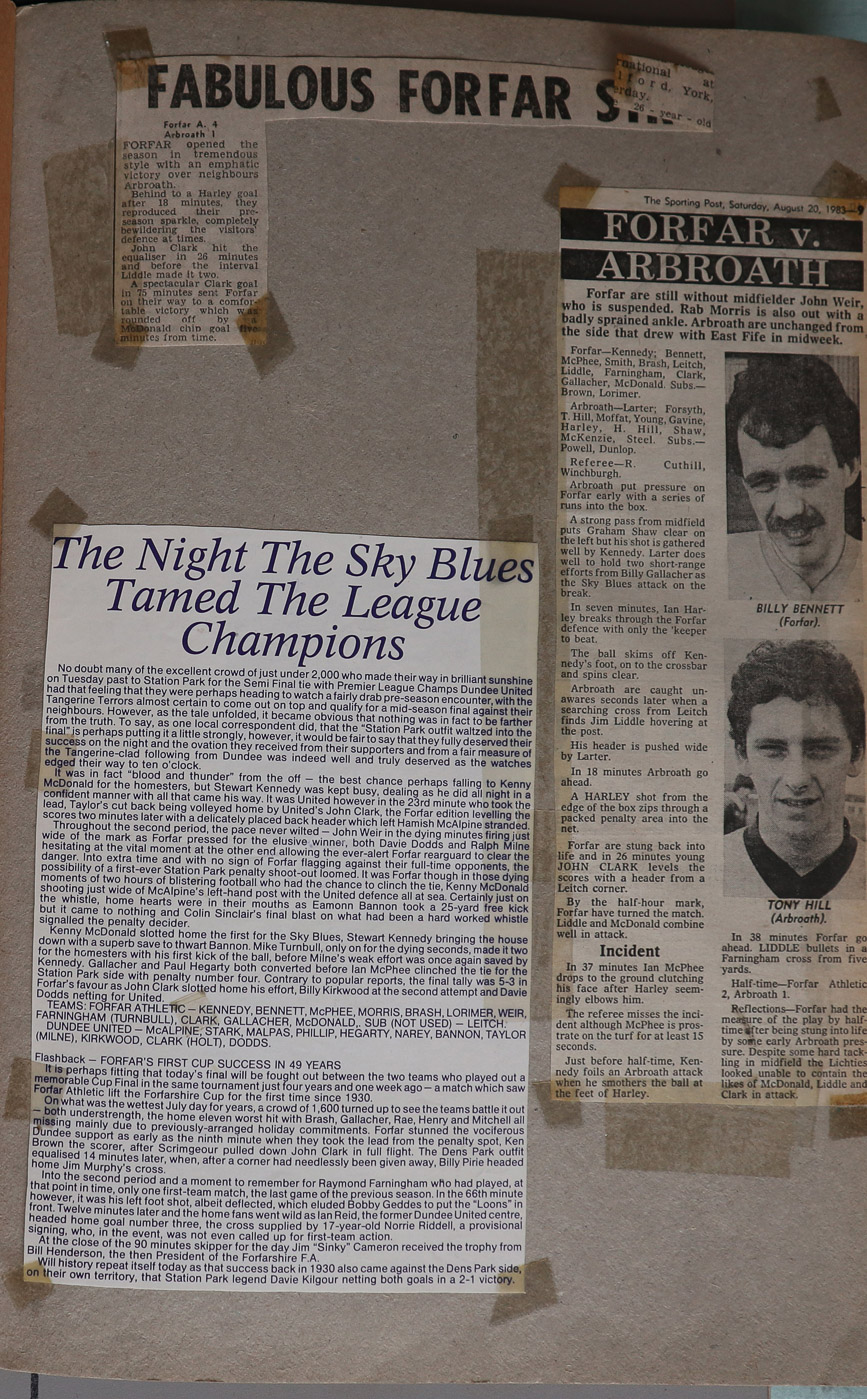 FABULOUS FORFAR
rnational at
l f o r d, York,
rday.
26 - year - old
Forfar A. 4
Arbroath 1
FORFAR opened the
season in tremendous
style with an emphatic
victory over neighbours
Arbroath.
Behind to a Harley goal
after 18 minutes, they
reproduced their pre-
season sparkle, completely
bewildering the visitors'
defence at times.
John Clark hit the
equaliser in 26 minutes
and before the interval
Liddle made it two.
A spectacular Clark goal
in 75 minutes sent Forfar
on their way to a comfor-
table victory which was
rounded off by a
McDonald chip goal five
minutes from time.
The Night The Sky Blues
Tamed The League
Champions
No doubt many of the excellent crowd of just under 2,000 who made their way in brilliant sunshine
on Tuesday past to Station Park for the Semi Final tie with Premier League Champs Dundee United
had that feeling that they were perhaps heading to watch a fairly drab pre-season encounter, with the
Tangerine Terrors almost certain to come out on top and qualify for a mid-season final against their
neighbours. However, as the tale unfolded, it became obvious that nothing was in fact to be farther
from the truth. To say, as one local correspondent did, that the "Station Park outfit waltzed into the
final" is perhaps putting it a little strongly, however, it would be fair to say that they fully deserved their
success on the night and the ovation they received from their supporters and from a fair measure of
the Tangerine-clad following from Dundee was indeed well and truly deserved as the watches
edged their way to ten o'clock.
It was in fact "blood and thunder" from the off — the best chance perhaps falling to Kenny
McDonald for the homesters, but Stewart Kennedy was kept busy, dealing as he did all night in a
confident manner with all that came his way. It was United however in the 23rd minute who took the
lead, Taylor's cut back being volleyed home by United's John Clark, the Forfar edition levelling the
scores two minutes later with a delicately placed back header which left Hamish McAlpine stranded.
Throughout the second period, the pace never wilted — John Weir in the dying minutes firing just
wide of the mark as Forfar pressed for the elusive winner, both Davie Dodds and Ralph Milne
hesitating at the vital moment at the other end allowing the ever-alert Forfar rearguard to clear the
danger. Into extra time and with no sign of Forfar flagging against their full-time opponents, the
possibility of a first-ever Station Park penalty shoot-out loomed. It was Forfar though in those dying
moments of two hours of blistering football who had the chance to clinch the tie, Kenny McDonald
shooting just wide of McAlpine's left-hand post with the United defence all at sea. Certainly just on
the whistle, home hearts were in their mouths as Eamonn Bannon took a 25-yard free kick
but it came to nothing and Colin Sinclair's final blast on what had been a hard worked whistle
signalled the penalty decider.
Kenny McDonald slotted home the first for the Sky Blues, Stewart Kennedy bringing the house
down with a superb save to thwart Bannon. Mike Turnbull, only on for the dying seconds, made it two
for the homesters with his first kick of the ball, before Milne's weak effort was once again saved by
Kennedy. Gallacher and Paul Hegarty both converted before Ian McPhee clinched the tie for the
Station Park side with penalty number four. Contrary to popular reports, the final tally was 5-3 in
Forfar's favour as John Clark slotted home his effort, Billy Kirkwood at the second attempt and Davie
Dodds netting for United.
TEAMS: FORFAR ATHLETIC — KENNEDY, BENNETT, McPHEE, MORRIS, BRASH, LORIMER, WEIR,
FARNINGHAM (TURNBULL), CLARK, GALLACHER, McDONALD,. SUB (NOT USED) — LEITCH.
DUNDEE UNITED — McALPINE, STARK, MALPAS, PHILLIP, HEGARTY, NAREY, BANNON, TAYLOR
(MILNE), KIRKWOOD, CLARK (HOLT), DODDS.
Flashback — FORFAR'S FIRST CUP SUCCESS IN 49 YEARS
It is perhaps fitting that today's final will be fought out between the two teams who played out a
memorable Cup Final in the same tournament just four years and one week ago — a match which saw
Forfar Athletic lift the Forfarshire Cup for the first time since 1930.
On what was the wettest July day for years, a crowd of 1,600 turned up to see the teams battle it out
— both understrength, the home eleven worst hit with Brash, Gallacher, Rae, Henry and Mitchell all
missing mainly due to previously-arranged holiday commitments. Forfar stunned the vociferous
Dundee support as early as the ninth minute when they took the lead from the penalty spot, Ken
Brown the scorer, after Scrimgeour pulled down John Clark in full flight. The Dens Park outfit
equalised 14 minutes later, when, after a corner had needlessly been given away, Billy Pirie headed
home Jim Murphy's cross.
Into the second period and a moment to remember for Raymond Farningham who had played, at
that point in time, only one first-team match, the last game of the previous season. In the 66th minute
however, it was his left foot shot, albeit deflected, which eluded Bobby Geddes to put the "Loons" in
front. Twelve minutes later and the home fans went wild as Ian Reid, the former Dundee United centre,
headed home goal number three, the cross supplied by 17-year-old Norrie Riddell, a provisional
signing, who, in the event, was not even called up for first-team action.
At the close of the 90 minutes skipper for the day Jim "Sinky" Cameron received the trophy from
Bill Henderson, the then President of the Forfarshire F.A.
Will history repeat itself today as that success back in 1930 also came against the Dens Park side,
on their own territory, that Station Park legend Davie Kilgour netting both goals in a 2-1 victory.
The Sporting Post, Saturday, August 20, 1983—9
FORFAR v.
ARBROATH
Forfar are still without midfielder John Weir,
who is suspended. Rab Morris is also out with a
badly sprained ankle. Arbroath are unchanged from
the side that drew with East Fife in midweek.
Forfar—Kennedy; Bennett,
McPhee, Smith, Brash, Leitch,
Liddle, Farningham, Clark,
Gallacher, McDonald. Subs.—
Brown, Lorimer.
Arbroath—Larter; Forsyth,
T. Hill, Moffat, Young, Gavine,
Harley, H. Hill, Shaw,
McKenzie, Steel. Subs.—
Powell, Dunlop.
Referee—R. Cuthill,
Winchburgh.
Arbroath put pressure on
Forfar early with a series of
runs into the box.
A strong pass from midfield
puts Graham Shaw clear on
the left but his shot is gathered
well by Kennedy. Larter does
well to hold two short-range
efforts from Billy Gallacher as
the Sky Blues attack on the
break.
In seven minutes, Ian Har-
ley breaks through the Forfar
defence with only the 'keeper
to beat.
The ball skims off Ken-
nedy's foot, on to the crossbar
and spins clear.
Arbroath are caught un-
awares seconds later when a
searching cross from Leitch
finds Jim Liddle hovering at
the post.
His header is pushed wide
by Larter.
In 18 minutes Arbroath go
ahead.
A HARLEY shot from the
edge of the box zips through a
packed penalty area into the
net.
Forfar are stung back into
life and in 26 minutes young
JOHN CLARK levels the
scores with a header from a
Leitch corner.
By the half-hour mark,
Forfar have turned the match.
Liddle and McDonald combine
well in attack.
Incident
In 37 minutes Ian McPhee
drops to the ground clutching
his face after Harley seem-
ingly elbows him.
The referee misses the inci-
dent although McPhee is pros-
trate on the turf for at least 15
seconds.
Just before half-time, Ken-
nedy foils an Arbroath attack
when he smothers the ball at
the feet of Harley.
BILLY BENNETT
(Forfar).
TONY HILL
(Arbroath).
In 38 minutes Forfar go
ahead. LIDDLE bullets in a
Farningham cross from five
yards.
Half-time—Forfar Athletic
2, Arbroath 1.
Reflections—Forfar had the
measure of the play by half-
time after being stung into life
by some early Arbroath pres-
sure. Despite some hard tack-
ling in midfield the Lichties
looked unable to contain the
likes of McDonald, Liddle and
Clark in attack.